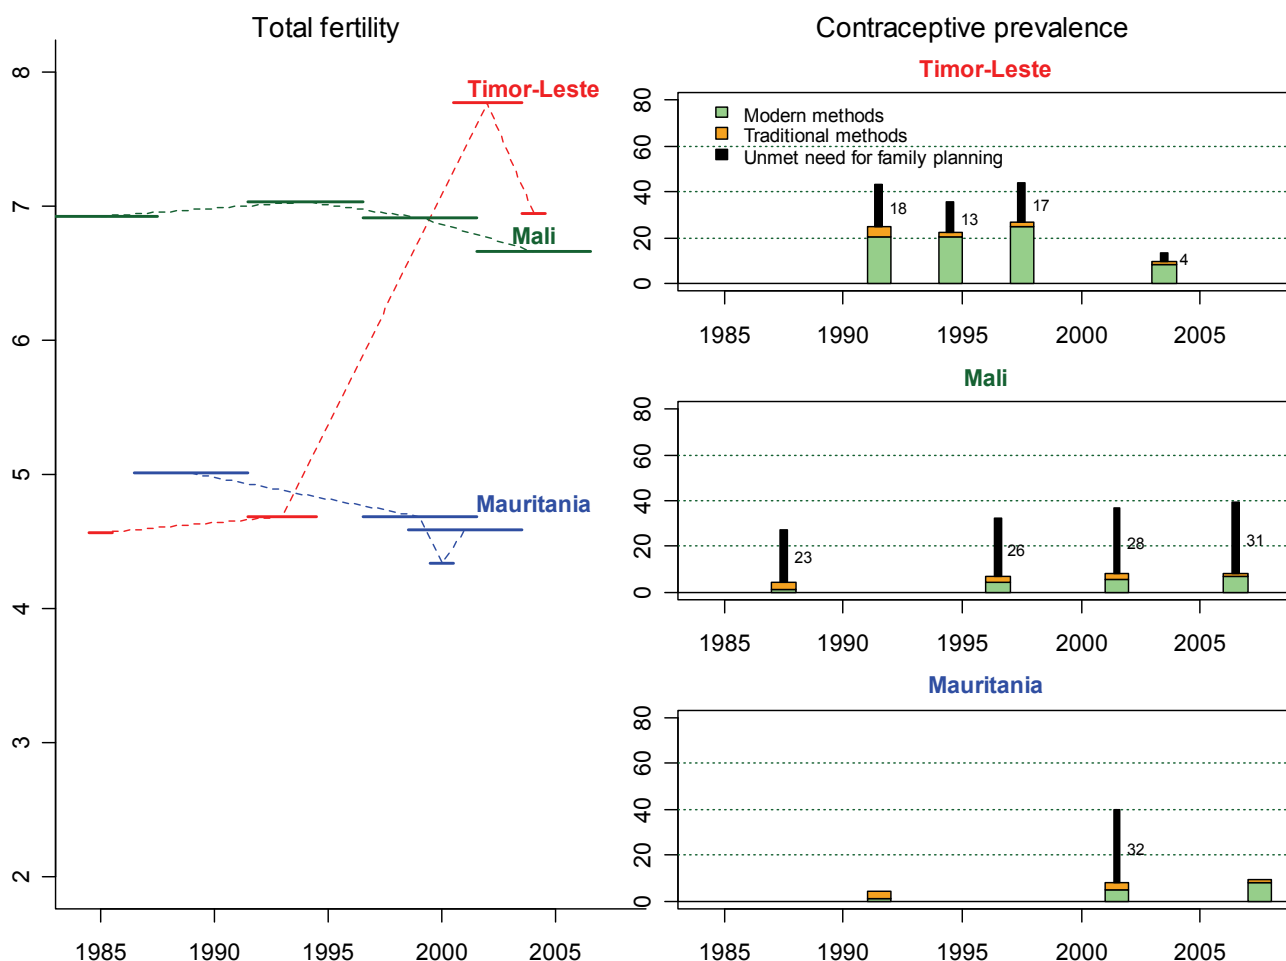 Total fertility
8
7
6
5
4
3
2
Timor-Leste
Mali
Mauritania
1985 1990 1995 2000 2005
Contraceptive prevalence
Timor-Leste
80
60
40
20
0
Modern methods
Traditional methods
Unmet need for family planning
18
13
17
4
1985 1990 1995 2000 2005
Mali
80
60
40
20
0
23
26
28
31
1985 1990 1995 2000 2005
Mauritania
80
60
40
20
0
32
1985 1990 1995 2000 2005